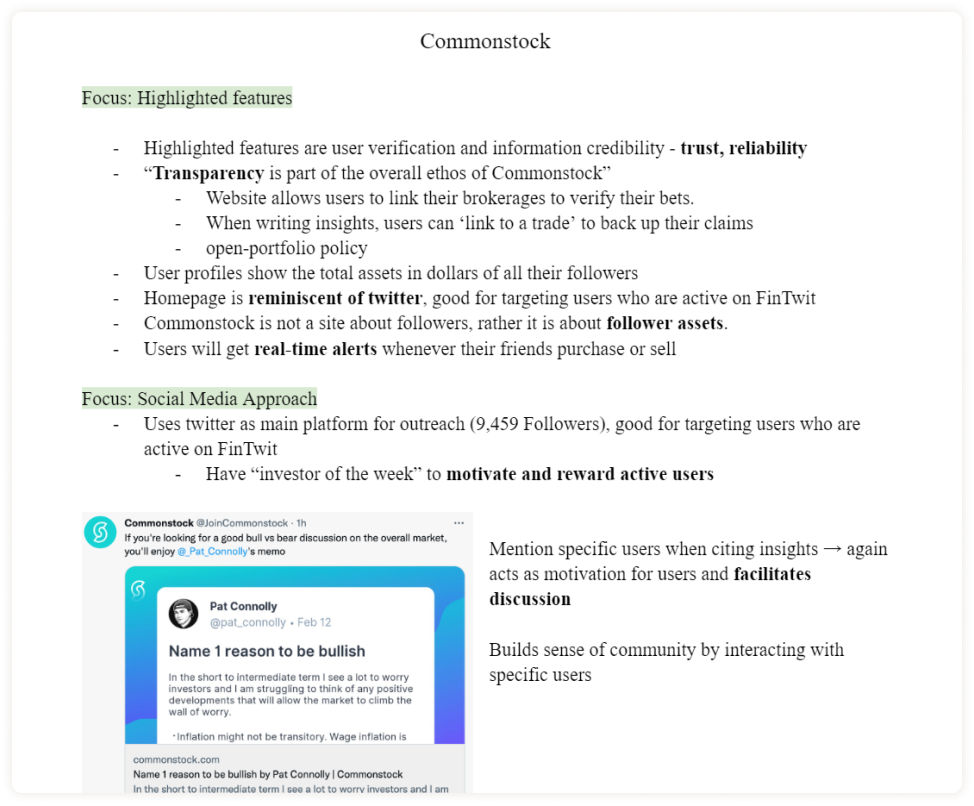 Commonstock
Focus: Highlighted features
- Highlighted features are user verification and information credibility - trust, reliability
- “Transparency is part of the overall ethos of Commonstock”
- Website allows users to link their brokerages to verify their bets.
- When writing insights, users can ‘link to a trade’ to back up their claims
- open-portfolio policy
- User profiles show the total assets in dollars of all their followers
- Homepage is reminiscent of twitter, good for targeting users who are active on FinTwit
- Commonstock is not a site about followers, rather it is about follower assets.
- Users will get real-time alerts whenever their friends purchase or sell
Focus: Social Media Approach
- Uses twitter as main platform for outreach (9,459 Followers), good for targeting users who are
active on FinTwit
- Have “investor of the week” to motivate and reward active users
Commonstock @JoinCommonstock · 1h
If you're looking for a good bull vs bear discussion on the overall market,
you'll enjoy @_Pat_Connolly's memo
Pat Connolly
@pat_connolly • Feb 12
Name 1 reason to be bullish
In the short to intermediate term I see a lot to worry
investors and I am struggling to think of any positive
developments that will allow the market to climb the
wall of worry.
· Inflation might not be transitory. Wage inflation is
commonstock.com
Name 1 reason to be bullish by Pat Connolly | Commonstock
In the short to intermediate term I see a lot to worry investors and I am
Mention specific users when citing insights → again
acts as motivation for users and facilitates
discussion
Builds sense of community by interacting with
specific users